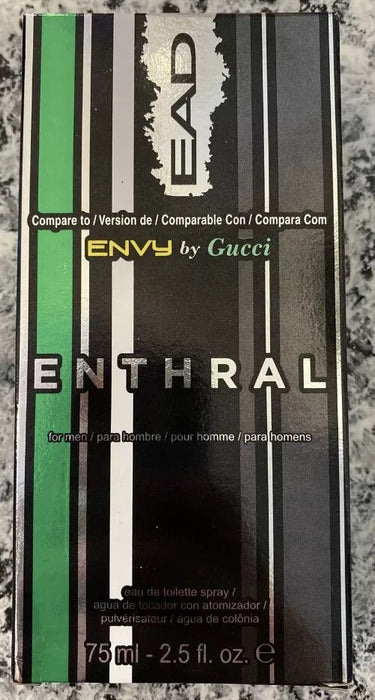 EAD
Compare to / Version de / Comparable Con / Compara Com
ENVY by Gucci
ENTHRAL
for men / para hombre / pour homme / para homens
eau de toilette spray /
agua de tocador con atomizador /
pulvérisateur / água de colônia
75 ml - 2.5 fl. oz. ℮